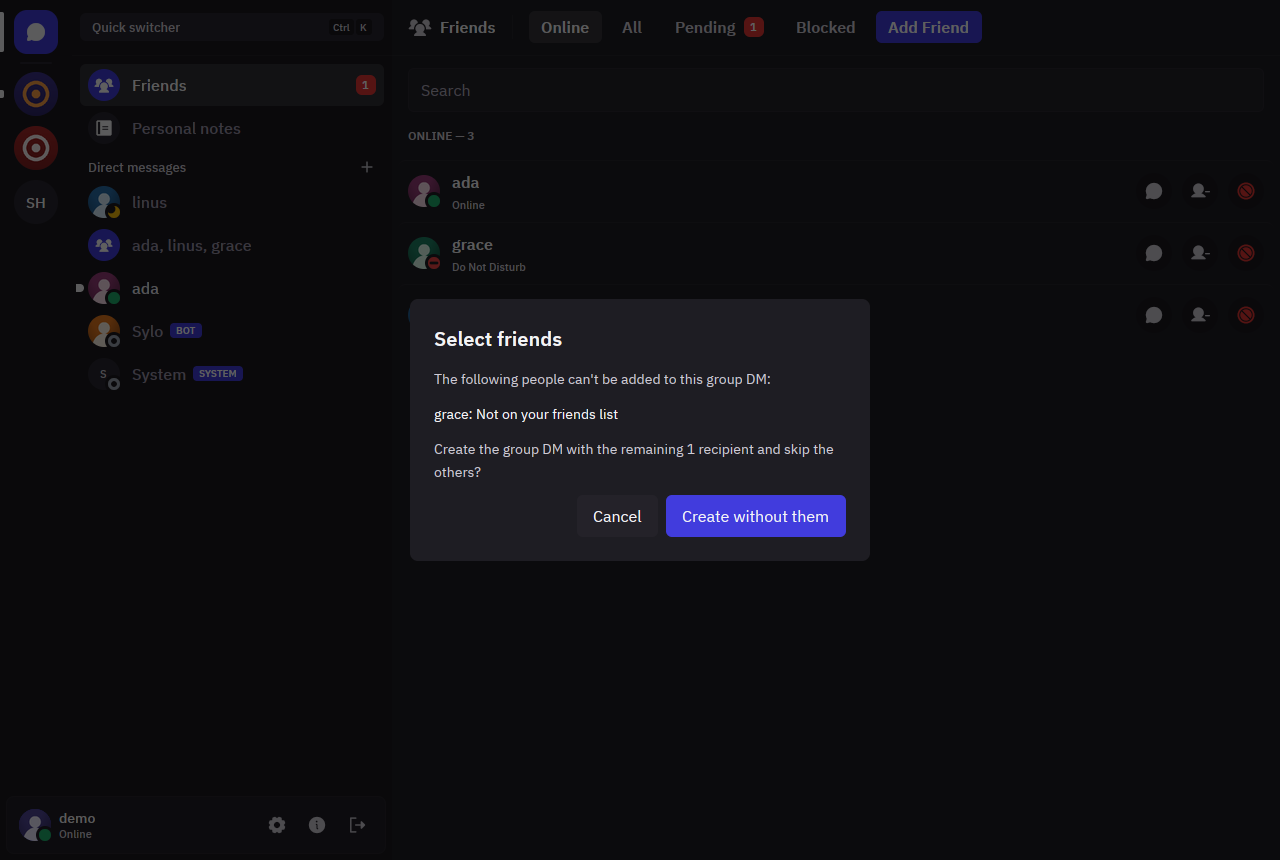 Quick switcher
Ctrl K
Friends
Online
All
Pending
1
Blocked
Add Friend
SH
Friends
1
Personal notes
Direct messages
linus
ada, linus, grace
ada
Sylo
BOT
S
System
SYSTEM
Search
ONLINE — 3
ada
Online
grace
Do Not Disturb
Select friends
The following people can't be added to this group DM:
grace: Not on your friends list
Create the group DM with the remaining 1 recipient and skip the
others?
Cancel
Create without them
demo
Online